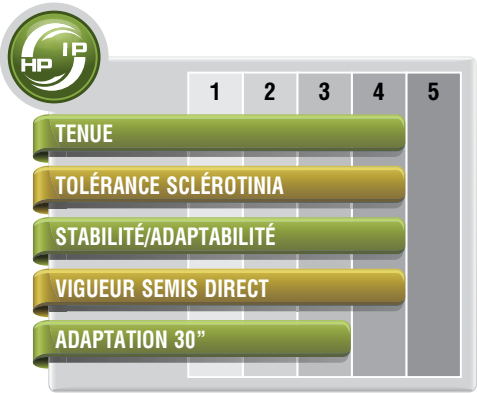 HP IP
1 2 3 4 5
TENUE
TOLÉRANCE SCLÉROTINIA
STABILITÉ/ADAPTABILITÉ
VIGUEUR SEMIS DIRECT
ADAPTATION 30”